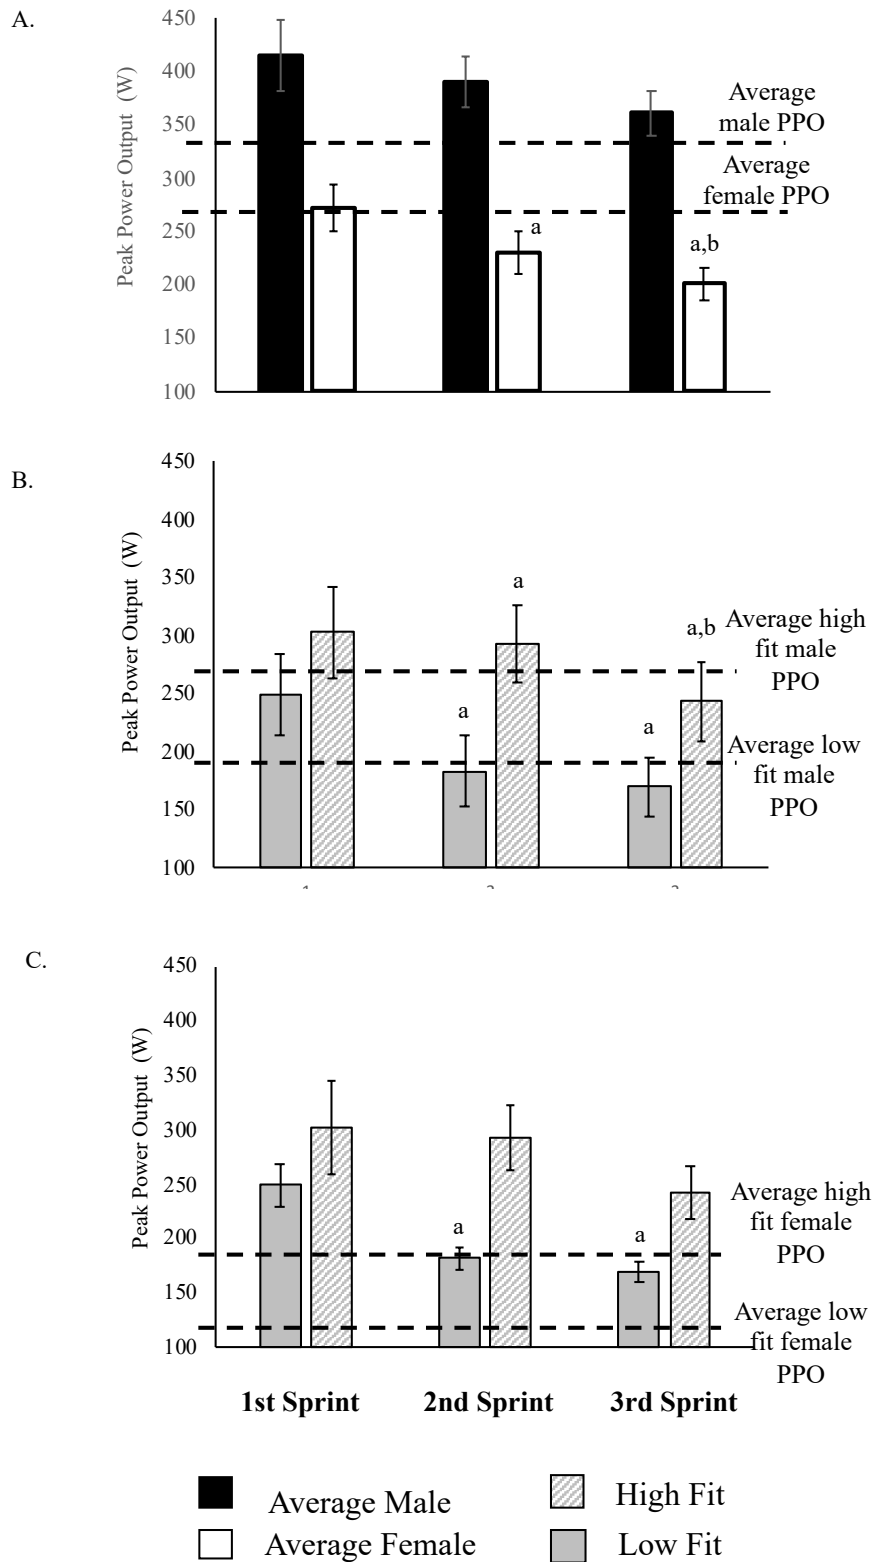 A.
450
400
350
300
250
200
150
100
Peak Power Output (W)
Average
male PPO
Average
female PPO
a
a,b
B.
450
400
350
300
250
200
150
100
Peak Power Output (W)
a
a
a
a,b
Average high
fit male
PPO
Average low
fit male
PPO
C.
450
400
350
300
250
200
150
100
Peak Power Output (W)
a
a
Average high
fit female
PPO
Average low
fit female
PPO
1st Sprint 2nd Sprint 3rd Sprint
Average Male
High Fit
Average Female
Low Fit